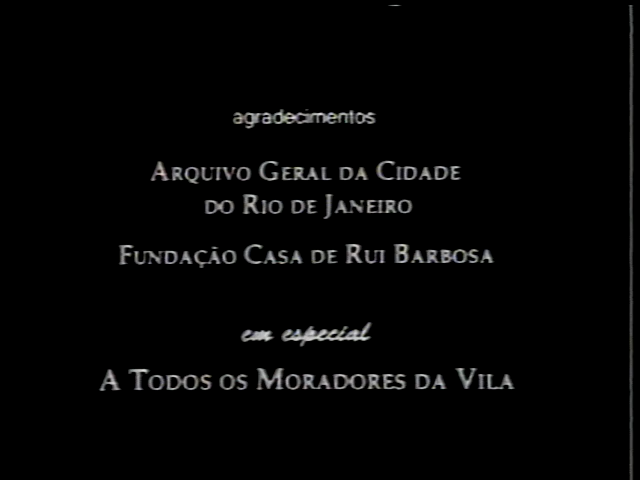 agradecimentos
ARQUIVO GERAL DA CIDADE
DO RIO DE JANEIRO
FUNDAÇÃO CASA DE RUI BARBOSA
em especial
A TODOS OS MORADORES DA VILA